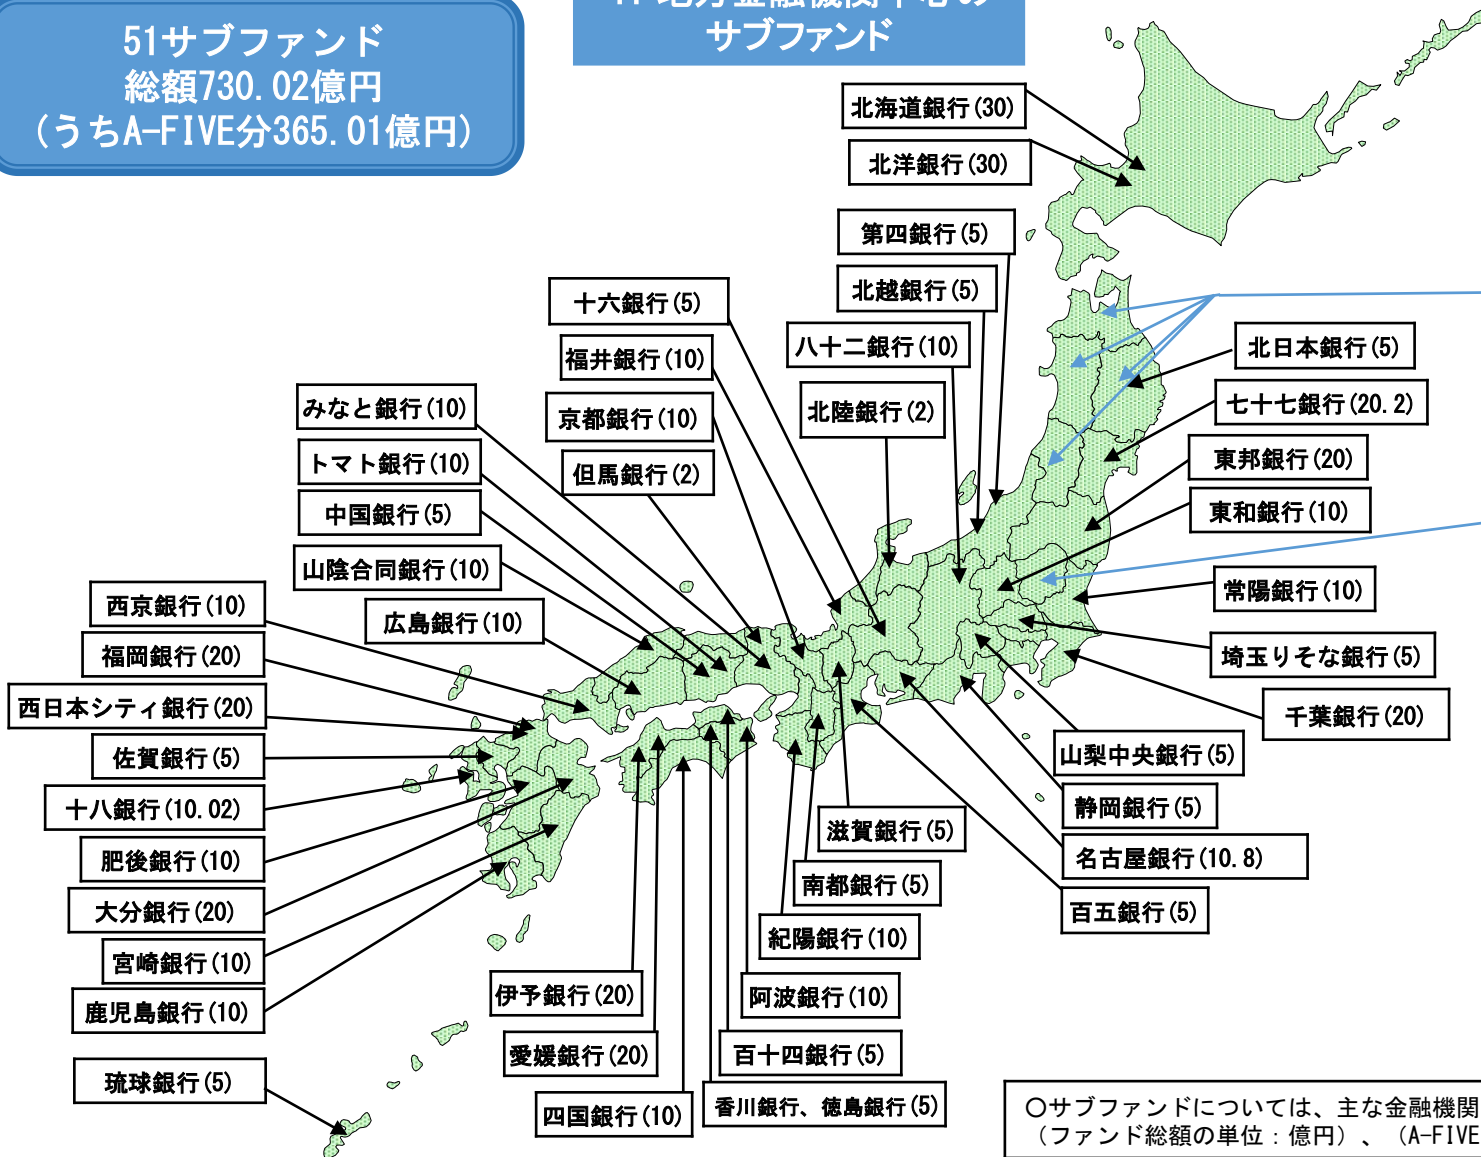 51サブファンド
総額730.02億円
(うちA-FIVE分365.01億円)
地方金融機関中心の
サブファンド
北海道銀行(30)
北洋銀行(30)
第四銀行(5)
北越銀行(5)
十六銀行(5)
八十二銀行(10)
福井銀行(10)
北陸銀行(2)
京都銀行(10)
みなと銀行(10)
トマト銀行(10)
但馬銀行(2)
中国銀行(5)
山陰合同銀行(10)
広島銀行(10)
西京銀行(10)
福岡銀行(20)
西日本シティ銀行(20)
佐賀銀行(5)
十八銀行(10.02)
肥後銀行(10)
大分銀行(20)
宮崎銀行(10)
鹿児島銀行(10)
琉球銀行(5)
北日本銀行(5)
七十七銀行(20.2)
東邦銀行(20)
東和銀行(10)
常陽銀行(10)
埼玉りそな銀行(5)
千葉銀行(20)
山梨中央銀行(5)
静岡銀行(5)
名古屋銀行(10.8)
百五銀行(5)
滋賀銀行(5)
南都銀行(5)
紀陽銀行(10)
伊予銀行(20)
阿波銀行(10)
愛媛銀行(20)
百十四銀行(5)
四国銀行(10)
香川銀行、徳島銀行(5)
○サブファンドについては、主な金融機関
(ファンド総額の単位：億円)、(A-FIVE